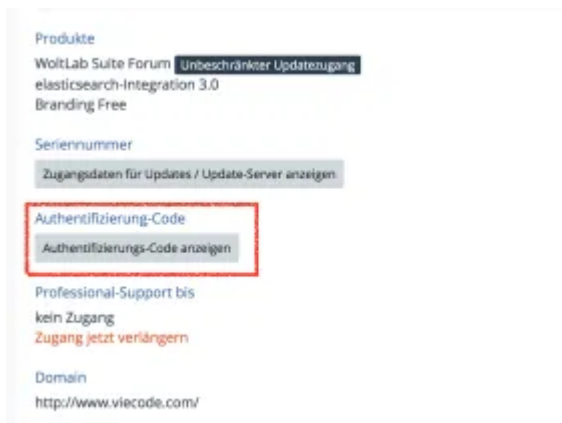 Produkte
WoltLab Suite Forum Unbeschränkter Updatezugang
elasticsearch-Integration 3.0
Branding Free
Seriennummer
Zugangsdaten für Updates / Update-Server anzeigen
Authentifizierung-Code
Authentifizierungs-Code anzeigen
Professional-Support bis
kein Zugang
Zugang jetzt verlängern
Domain
http://www.viecode.com/